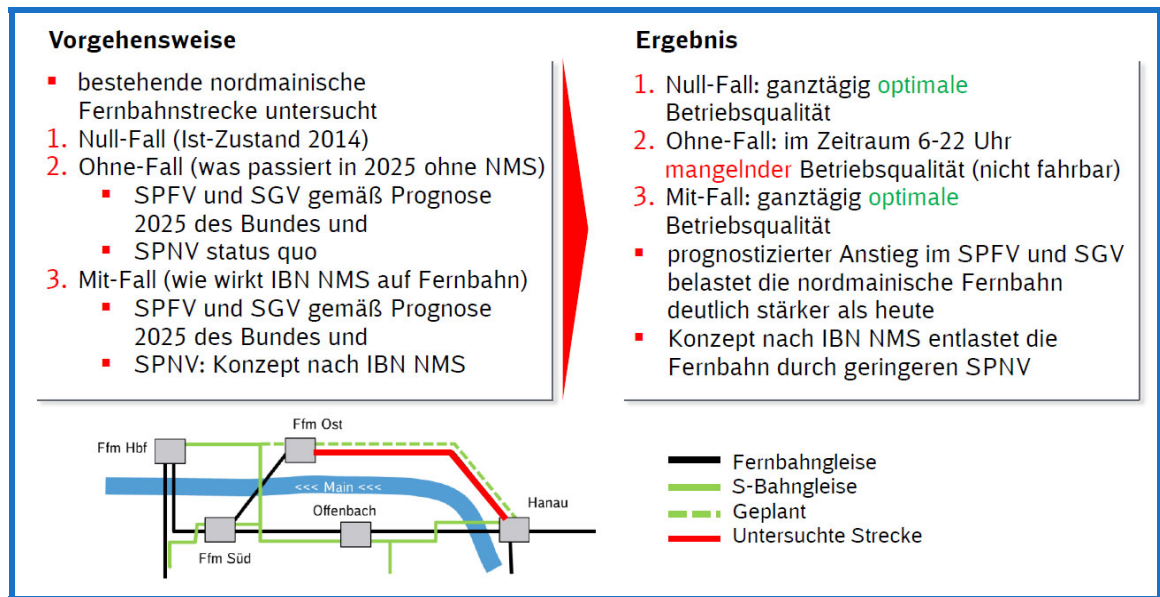 Vorgehensweise
▪ bestehende nordmainische
Fernbahnstrecke untersucht
1. Null-Fall (Ist-Zustand 2014)
2. Ohne-Fall (was passiert in 2025 ohne NMS)
▪ SPFV und SGV gemäß Prognose
2025 des Bundes und
▪ SPNV status quo
3. Mit-Fall (wie wirkt IBN NMS auf Fernbahn)
▪ SPFV und SGV gemäß Prognose
2025 des Bundes und
▪ SPNV: Konzept nach IBN NMS
Ergebnis
1. Null-Fall: ganztägig optimale
Betriebsqualität
2. Ohne-Fall: im Zeitraum 6-22 Uhr
mangelnder Betriebsqualität (nicht fahrbar)
3. Mit-Fall: ganztägig optimale
Betriebsqualität
▪ prognostizierter Anstieg im SPFV und SGV
belastet die nordmainische Fernbahn
deutlich stärker als heute
▪ Konzept nach IBN NMS entlastet die
Fernbahn durch geringeren SPNV
Ffm Ost
Ffm Hbf
<<< Main <<<
Offenbach
Hanau
Ffm Süd
Fernbahngleise
S-Bahngleise
Geplant
Untersuchte Strecke